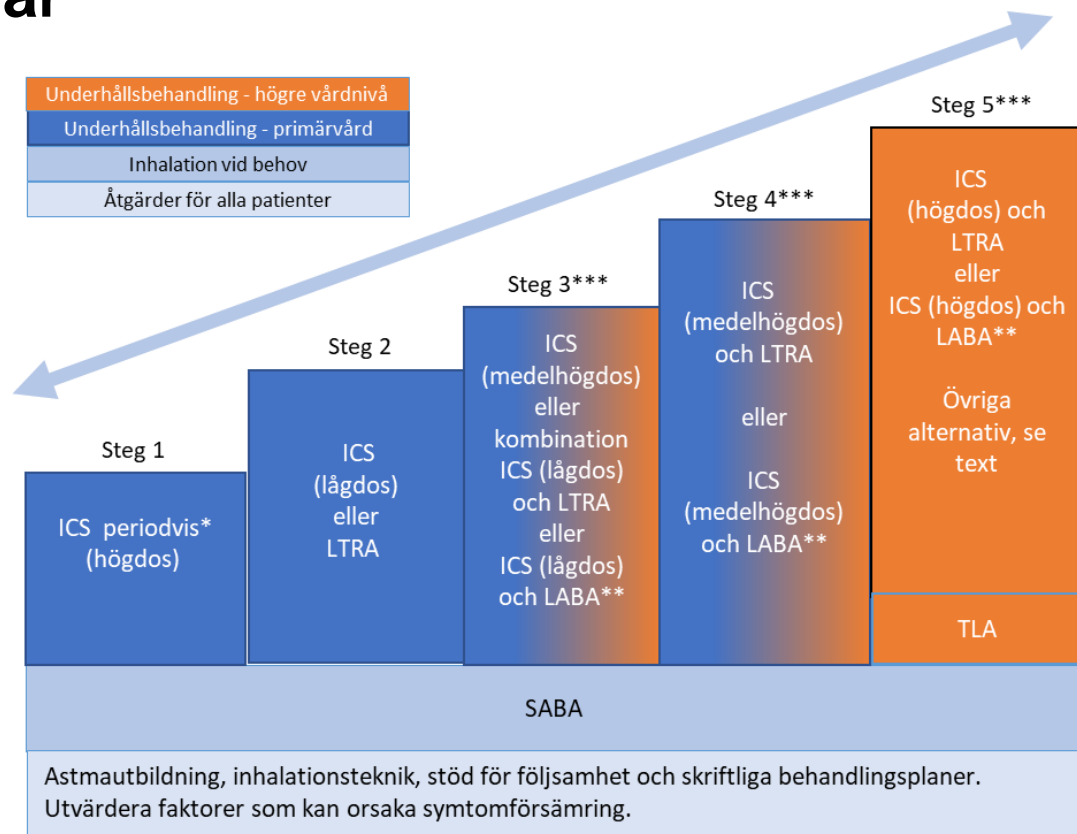 år
Underhållsbehandling - högre vårdnivå
Underhållsbehandling - primärvård
Inhalation vid behov
Åtgärder för alla patienter
Steg 1
ICS periodvis*
(högdos)
Steg 2
ICS
(lågdos)
eller
LTRA
Steg 3***
ICS
(medelhögdos)
eller
kombination
ICS (lågdos)
och LTRA
eller
ICS (lågdos)
och LABA**
Steg 4***
ICS
(medelhögdos)
och LTRA
eller
ICS
(medelhögdos)
och LABA**
Steg 5***
ICS
(högdos) och
LTRA
eller
ICS (högdos) och
LABA**
Övriga
alternativ, se
text
TLA
SABA
Astmautbildning, inhalationsteknik, stöd för följsamhet och skriftliga behandlingsplaner.
Utvärdera faktorer som kan orsaka symtomförsämring.